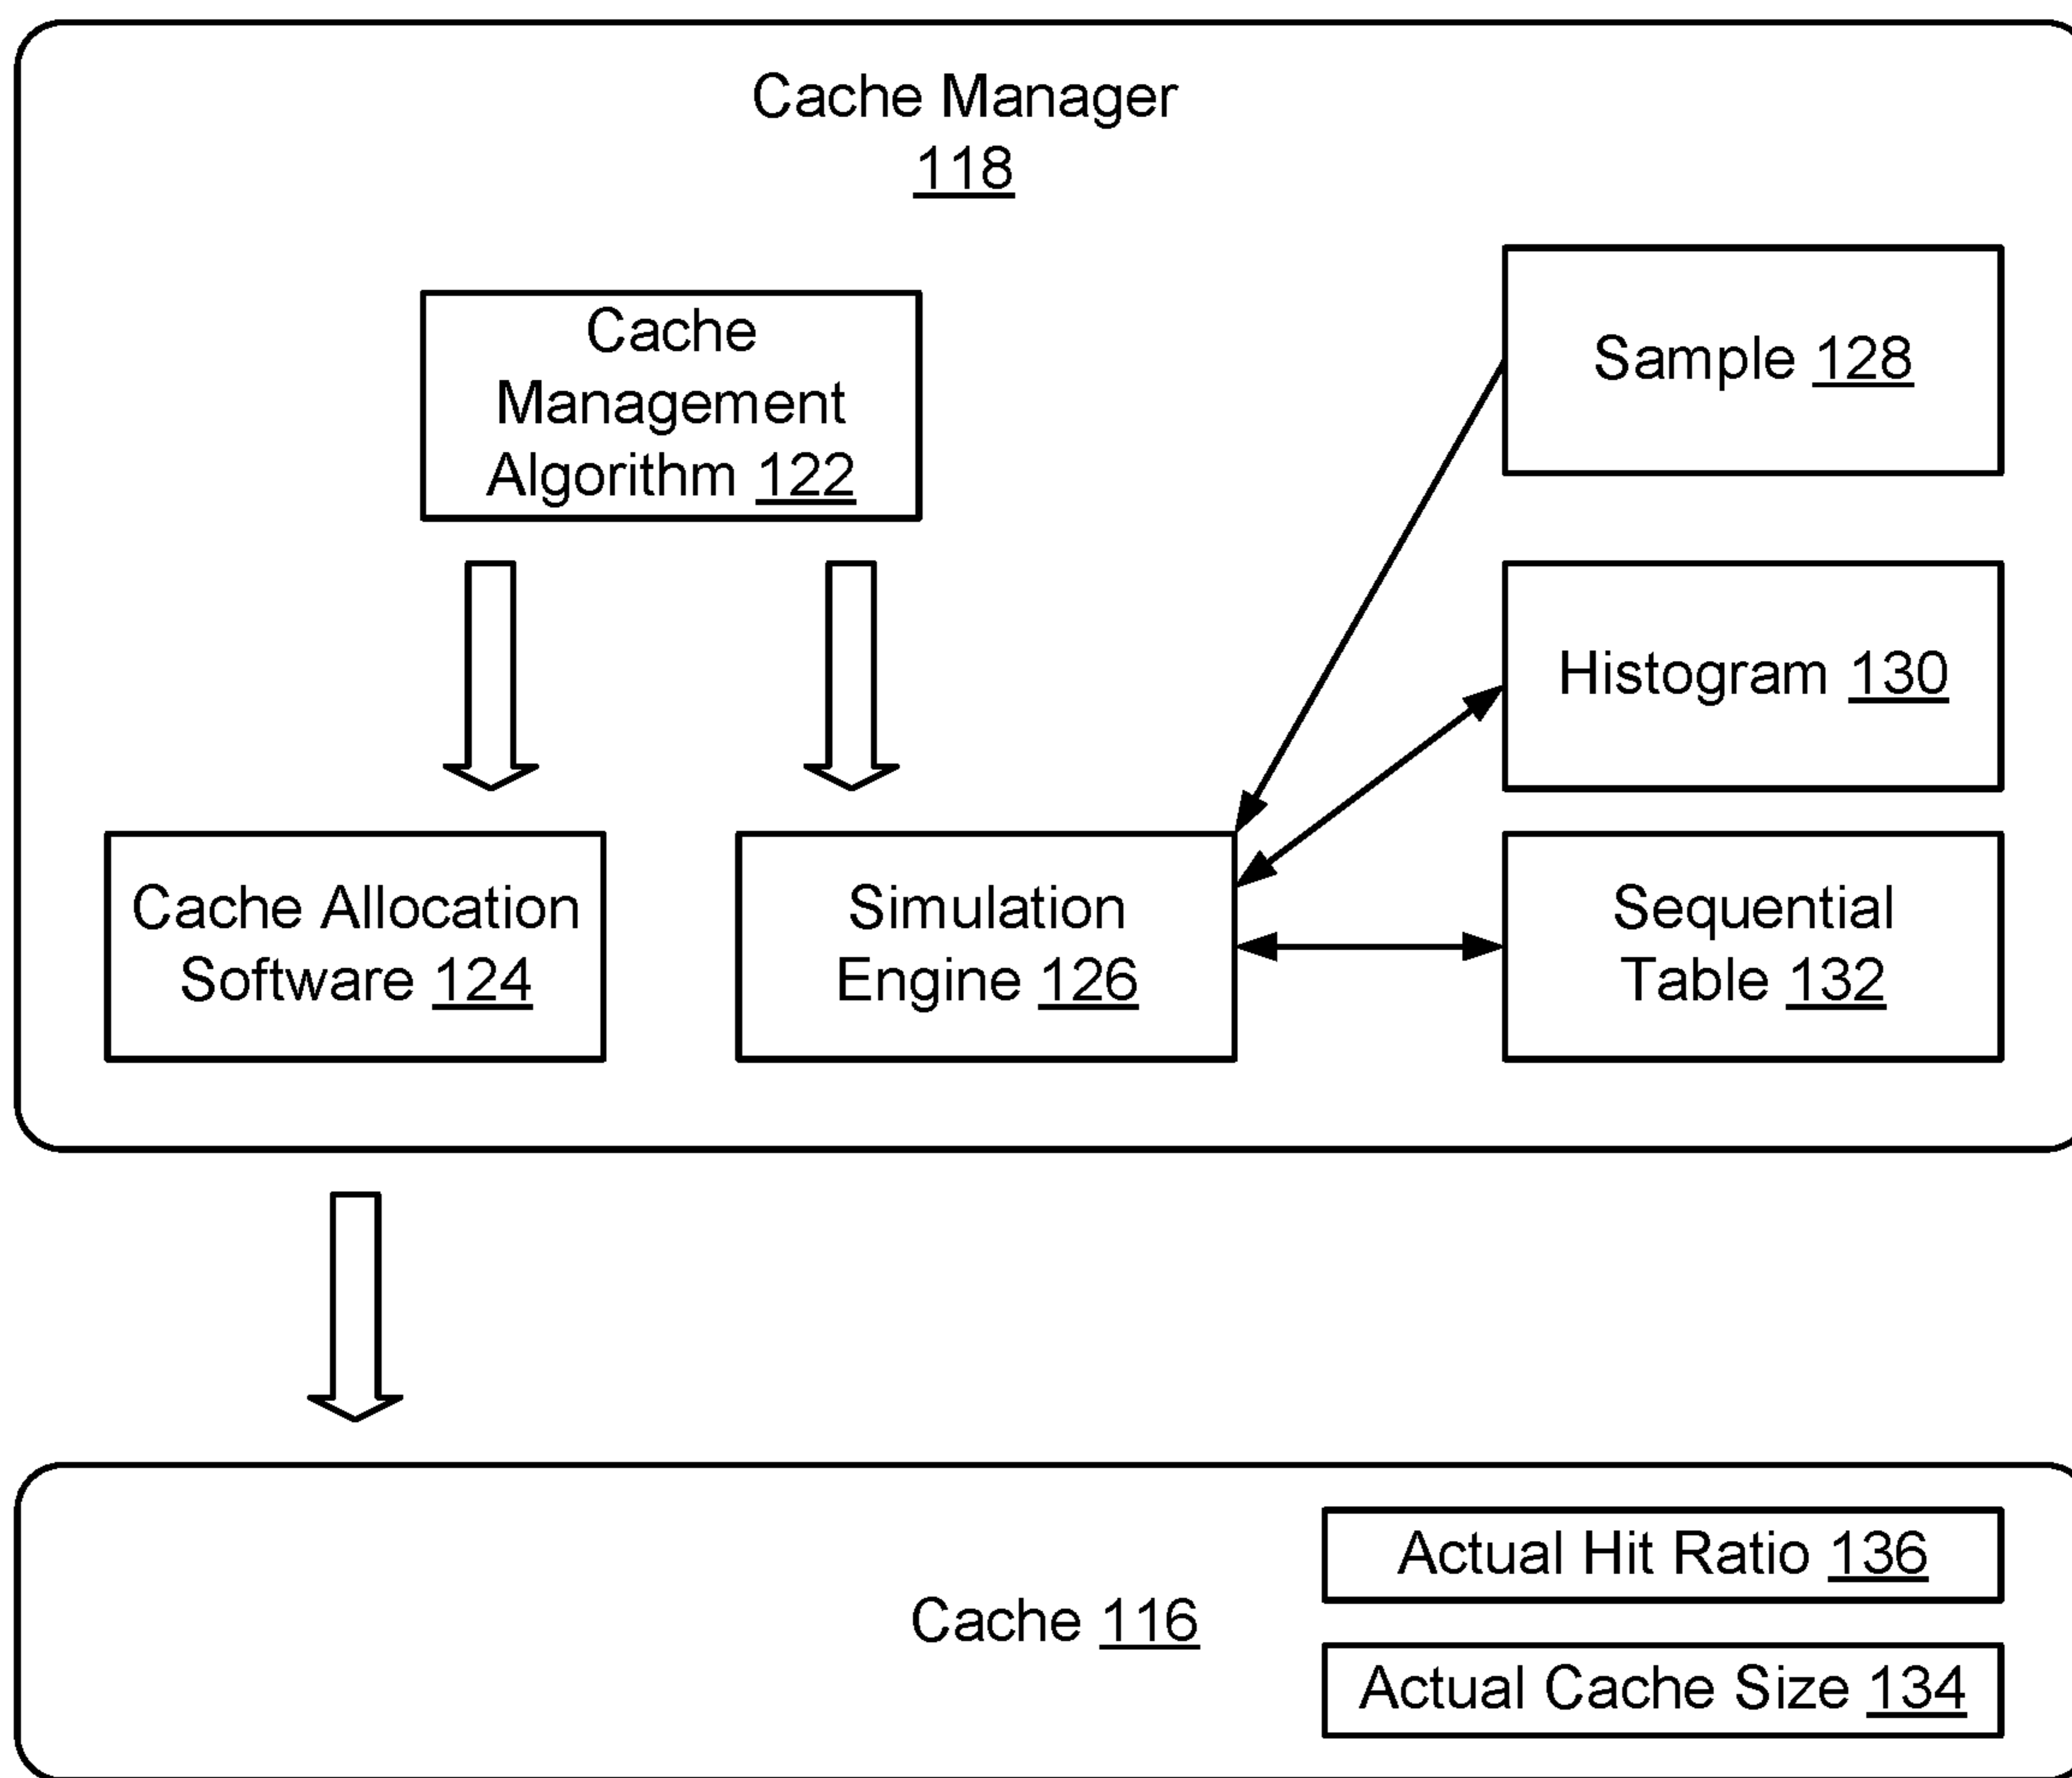 Cache Manager
118
Cache
Management
Algorithm 122
Sample 128
Histogram 130
Cache Allocation
Software 124
Simulation
Engine 126
Sequential
Table 132
Cache 116
Actual Hit Ratio 136
Actual Cache Size 134